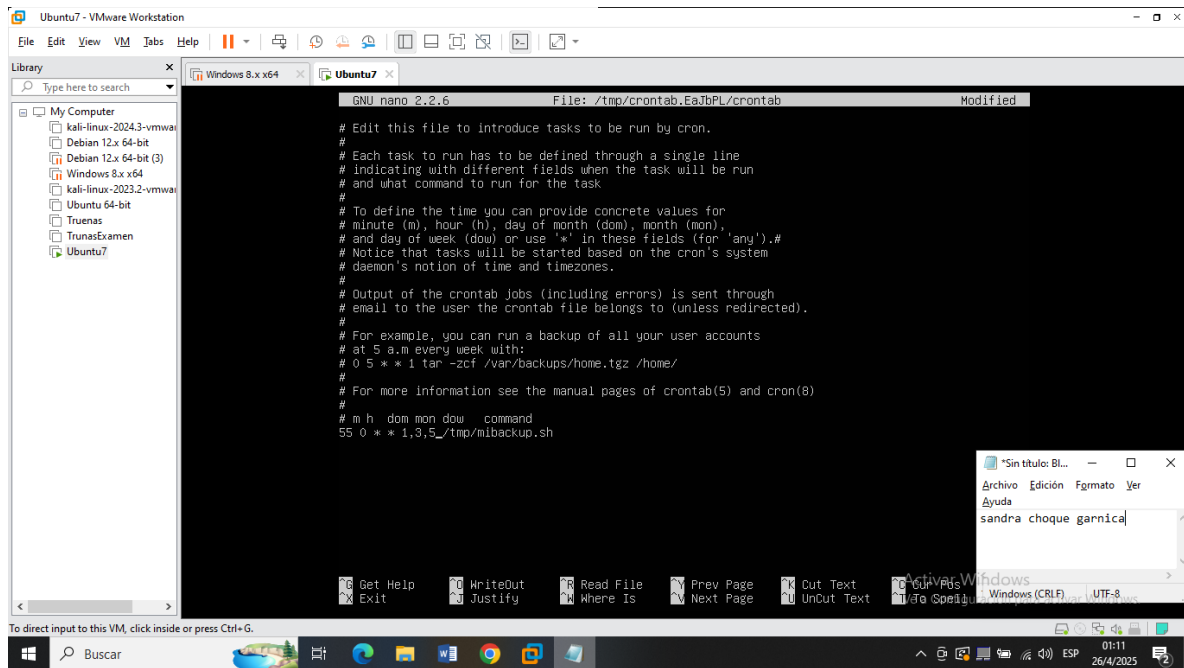 Ubuntu7 - VMware Workstation
File Edit View VM Tabs Help
Library
Type here to search
My Computer
kali-linux-2024.3-vmwar
Debian 12.x 64-bit
Debian 12.x 64-bit (3)
Windows 8.x x64
kali-linux-2023.2-vmwar
Ubuntu 64-bit
Truenas
TrunasExamen
Ubuntu7
Windows 8.x x64
Ubuntu7
GNU nano 2.2.6 File: /tmp/crontab.EaJbPL/crontab Modified
# Edit this file to introduce tasks to be run by cron.
#
# Each task to run has to be defined through a single line
# indicating with different fields when the task will be run
# and what command to run for the task
#
# To define the time you can provide concrete values for
# minute (m), hour (h), day of month (dom), month (mon),
# and day of week (dow) or use '*' in these fields (for 'any').#
# Notice that tasks will be started based on the cron's system
# daemon's notion of time and timezones.
#
# Output of the crontab jobs (including errors) is sent through
# email to the user the crontab file belongs to (unless redirected).
#
# For example, you can run a backup of all your user accounts
# at 5 a.m every week with:
# 0 5 * * 1 tar -zcf /var/backups/home.tgz /home/
#
# For more information see the manual pages of crontab(5) and cron(8)
#
# m h dom mon dow command
55 0 * * 1,3,5_/tmp/mibackup.sh
^G Get Help ^O WriteOut ^R Read File ^Y Prev Page ^K Cut Text ^C Cur Pos
^X Exit ^J Justify ^W Where Is ^V Next Page ^U UnCut Text ^T To Spell
*Sin título: Bl...
Archivo Edición Formato Ver
Ayuda
sandra choque garnica
Activar Windows
Windows (CRLF) UTF-8
To direct input to this VM, click inside or press Ctrl+G.
Buscar
ESP
01:11
26/4/2025
2